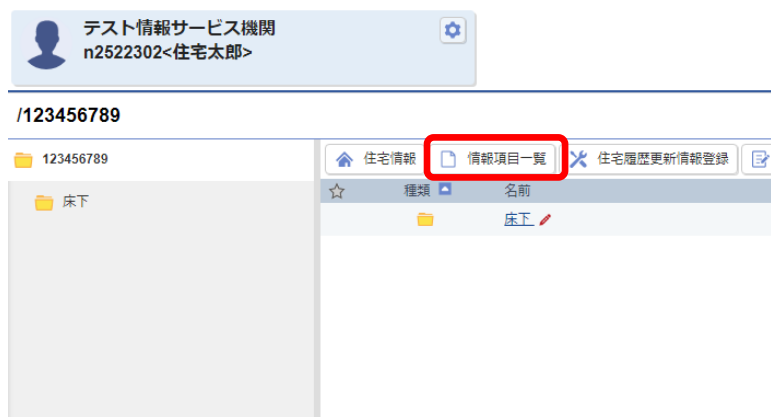 テスト情報サービス機関
n2522302<住宅太郎>
/123456789
123456789
床下
住宅情報 情報項目一覧 住宅履歴更新情報登録
種類 名前
床下